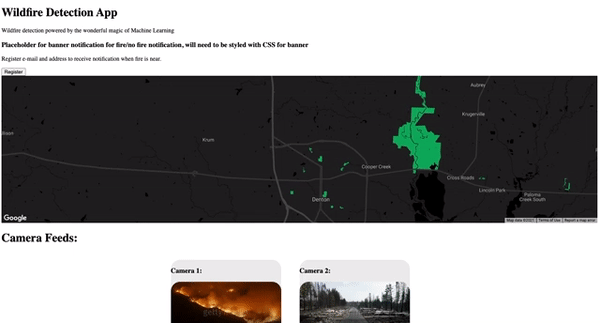 Wildfire Detection App
Wildfire detection powered by the wonderful magic of Machine Learning
Placeholder for banner notification for fire/no fire notification, will need to be styled with CSS for banner
Register e-mail and address to receive notification when fire is near.
Register
Aubrey
Krugerville
Krum
Cooper Creek
Cross Roads
Lincoln Park
Paloma
Creek South
Denton
Google
Map data ©2021
Terms of Use
Report a map error
Camera Feeds:
Camera 1:
Camera 2: